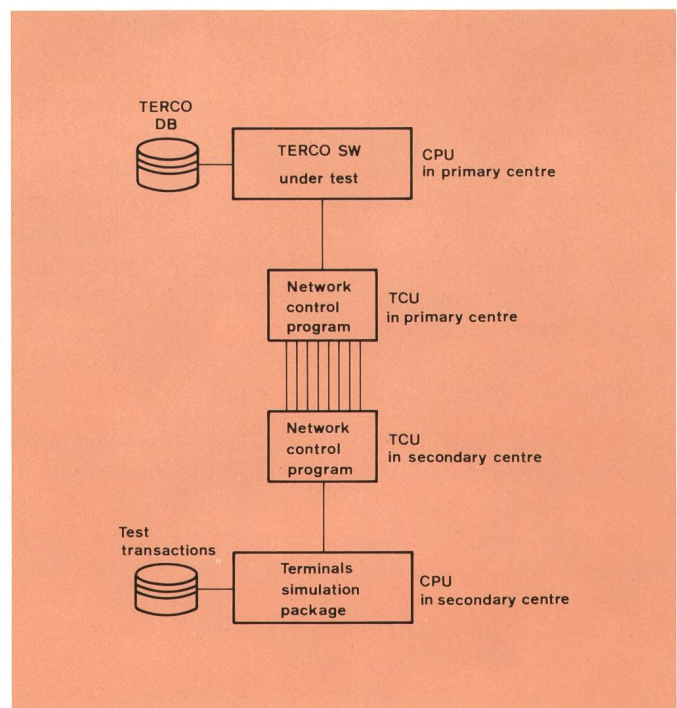 TERCO
DB
TERCO SW
under test
CPU
in primary centre
Network
control
program
TCU
in primary centre
Network
control
program
TCU
in secondary centre
Test
transactions
Terminals
simulation
package
CPU
in secondary centre